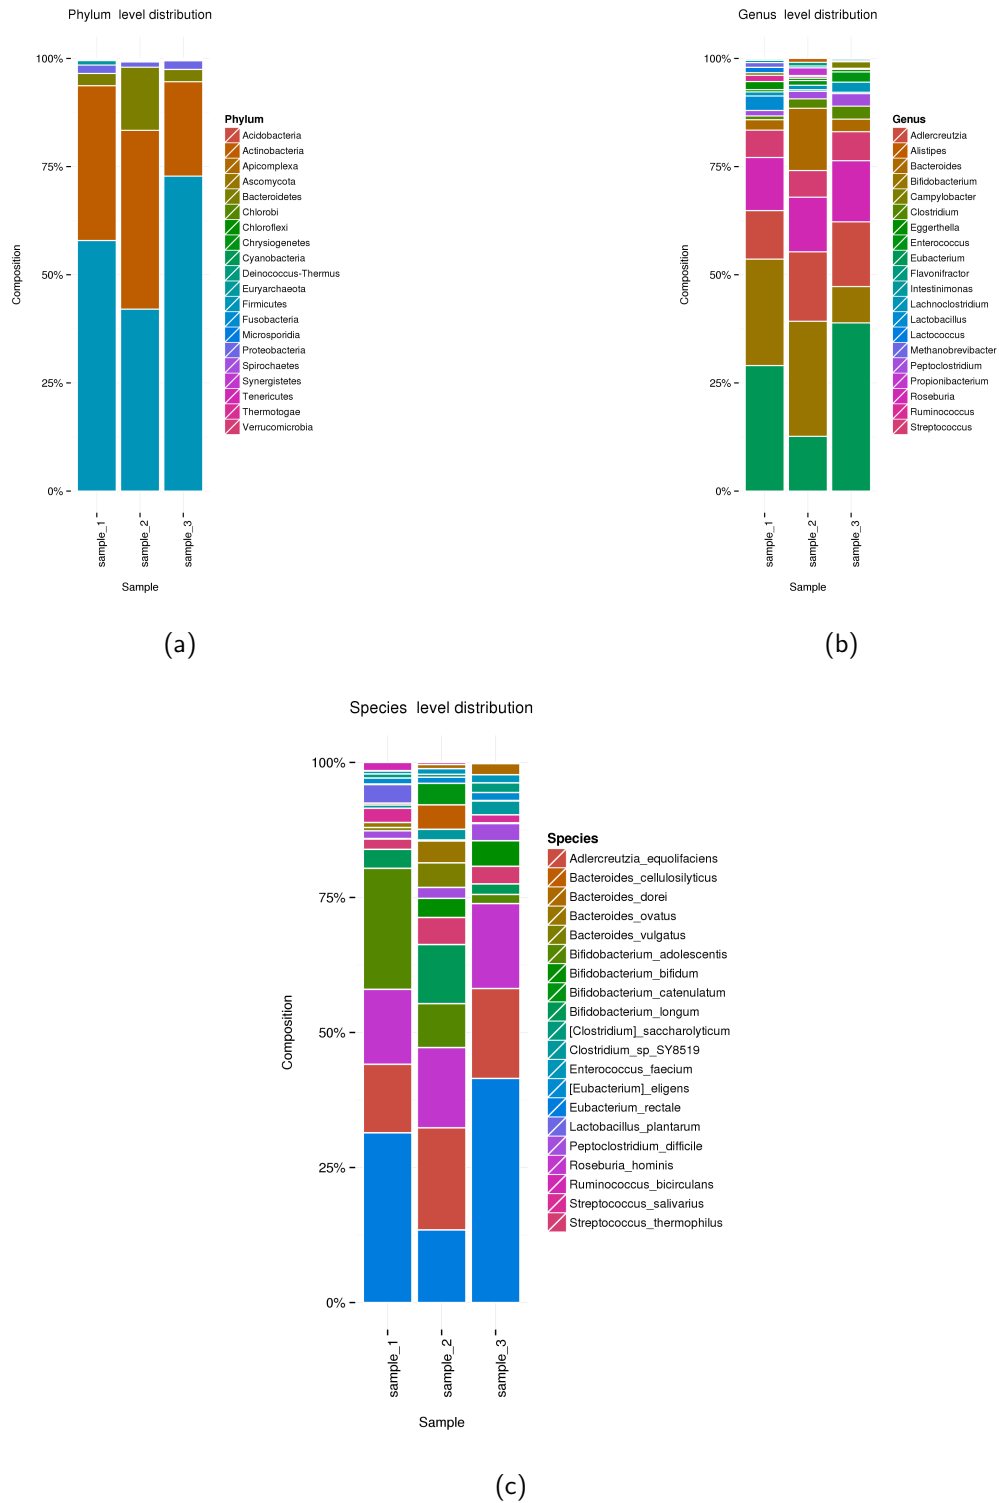 Phylum level distribution
100%
75%
50%
25%
0%
Composition
sample_1
sample_2
sample_3
Sample
Phylum
Acidobacteria
Actinobacteria
Apicomplexa
Ascomycota
Bacteroidetes
Chlorobi
Chloroflexi
Chrysiogenetes
Cyanobacteria
Deinococcus-Thermus
Euryarchaeota
Firmicutes
Fusobacteria
Microsporidia
Proteobacteria
Spirochaetes
Synergistetes
Tenericutes
Thermotogae
Verrucomicrobia
(a)
Genus level distribution
100%
75%
50%
25%
0%
Composition
sample_1
sample_2
sample_3
Sample
Genus
Adlercreutzia
Alistipes
Bacteroides
Bifidobacterium
Campylobacter
Clostridium
Eggerthella
Enterococcus
Eubacterium
Flavonifractor
Intestinimonas
Lachnoclostridium
Lactobacillus
Lactococcus
Methanobrevibacter
Peptoclostridium
Propionibacterium
Roseburia
Ruminococcus
Streptococcus
(b)
Species level distribution
100%
75%
50%
25%
0%
Composition
sample_1
sample_2
sample_3
Sample
Species
Adlercreutzia_equolifaciens
Bacteroides_cellulosilyticus
Bacteroides_dorei
Bacteroides_ovatus
Bacteroides_vulgatus
Bifidobacterium_adolescentis
Bifidobacterium_bifidum
Bifidobacterium_catenulatum
Bifidobacterium_longum
[Clostridium]_saccharolyticum
Clostridium_sp_SY8519
Enterococcus_faecium
[Eubacterium]_eligens
Eubacterium_rectale
Lactobacillus_plantarum
Peptoclostridium_difficile
Roseburia_hominis
Ruminococcus_bicirculans
Streptococcus_salivarius
Streptococcus_thermophilus
(c)